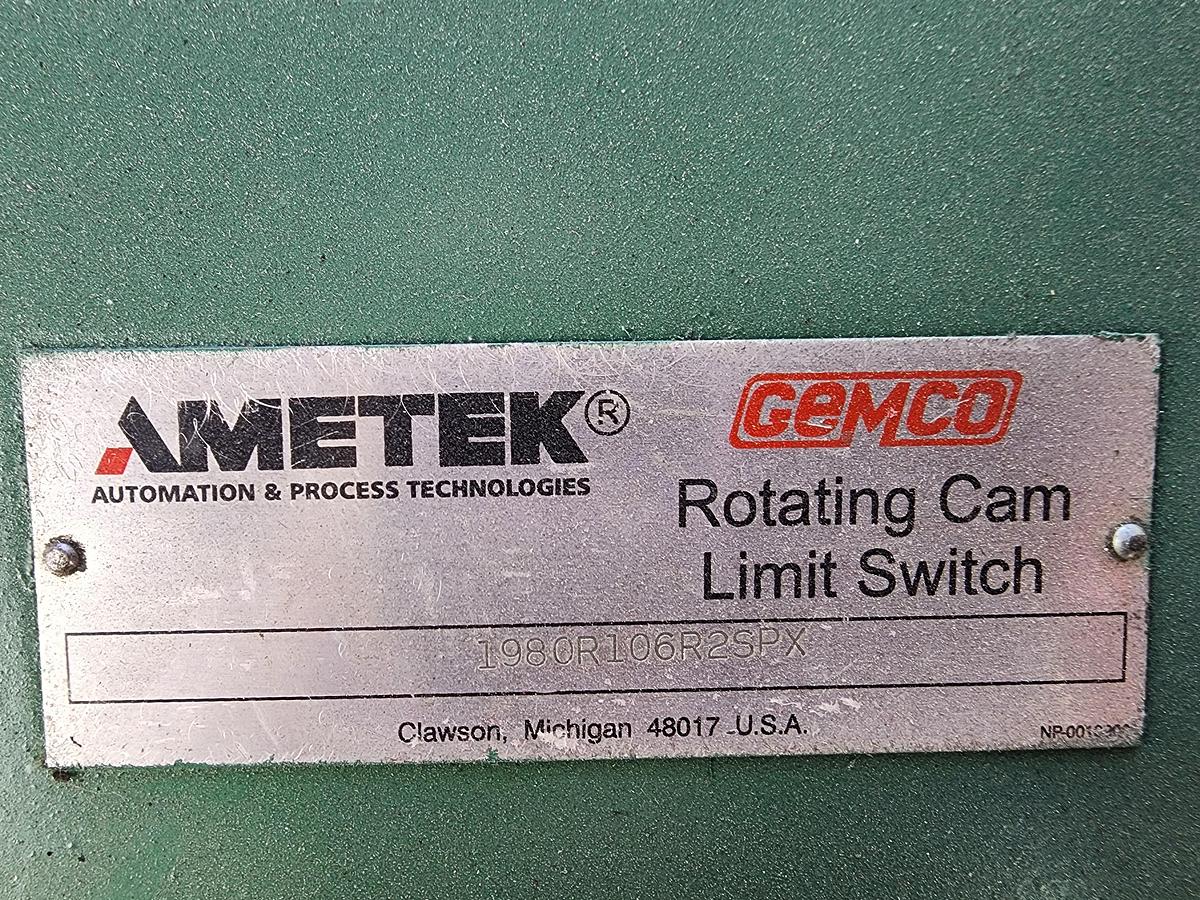 AMETEK®
AUTOMATION & PROCESS TECHNOLOGIES
GEMCO
Rotating Cam
Limit Switch
1980R106R2SPX
Clawson, Michigan 48017 U.S.A.